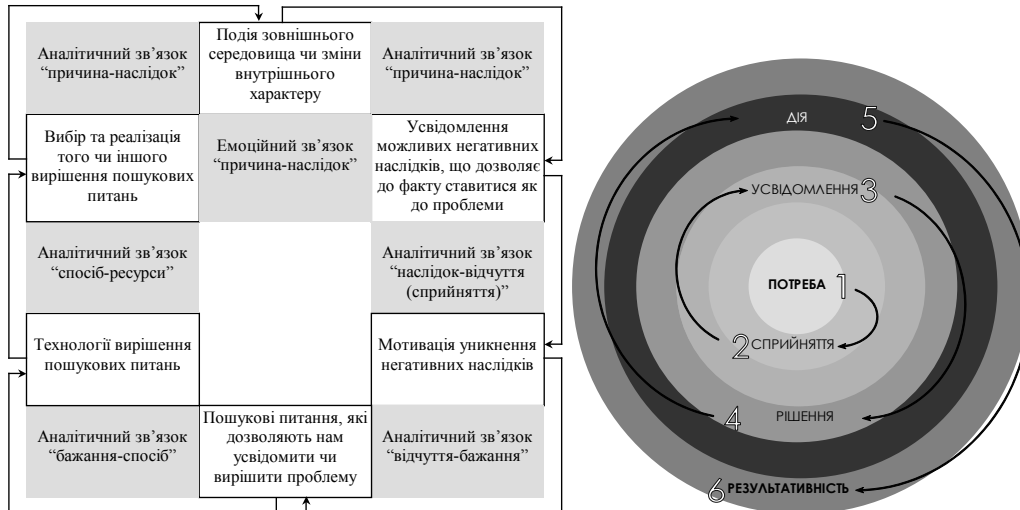 Аналітичний зв’язок
“причина-наслідок”
Подія зовнішнього
середовища чи зміни
внутрішнього
характеру
Аналітичний зв’язок
“причина-наслідок”
Вибір та реалізація
того чи іншого
вирішення пошукових
питань
Емоційний зв’язок
“причина-наслідок”
Усвідомлення
можливих негативних
наслідків, що дозволяє
до факту ставитися як
до проблеми
Аналітичний зв’язок
“спосіб-ресурси”
Аналітичний зв’язок
“наслідок-відчуття
(сприйняття)”
Технології вирішення
пошукових питань
Мотивація уникнення
негативних наслідків
Аналітичний зв’язок
“бажання-спосіб”
Пошукові питання, які
дозволяють нам
усвідомити чи
вирішити проблему
Аналітичний зв’язок
“відчуття-бажання”
ДІЯ 5
УСВІДОМЛЕННЯ 3
ПОТРЕБА 1
2 СПРИЙНЯТТЯ
4 РІШЕННЯ
6 РЕЗУЛЬТАТИВНІСТЬ